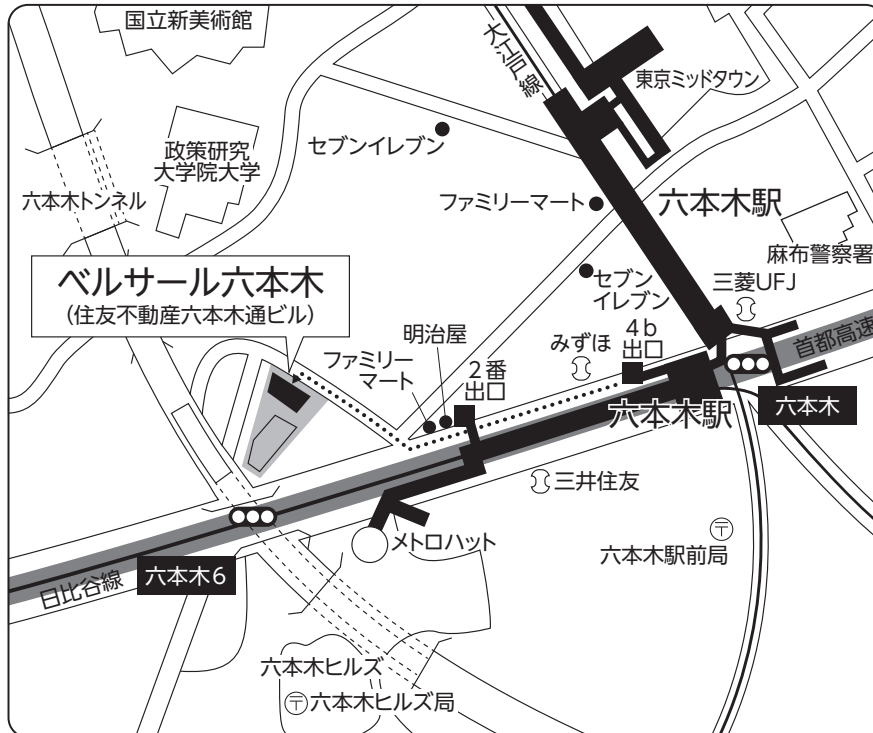 国立新美術館
大江戸線
東京ミッドタウン
セブンイレブン
政策研究
大学院大学
六本木トンネル
ファミリーマート
六本木駅
麻布警察署
ベルサール六本木
(住友不動産六本木通ビル)
セブン
イレブン
三菱UFJ
明治屋
みずほ
4b
出口
首都高速
ファミリー
マート
2番
出口
六本木駅
六本木
三井住友
〒
メトロハット
六本木駅前局
日比谷線
六本木6
六本木ヒルズ
〒六本木ヒルズ局